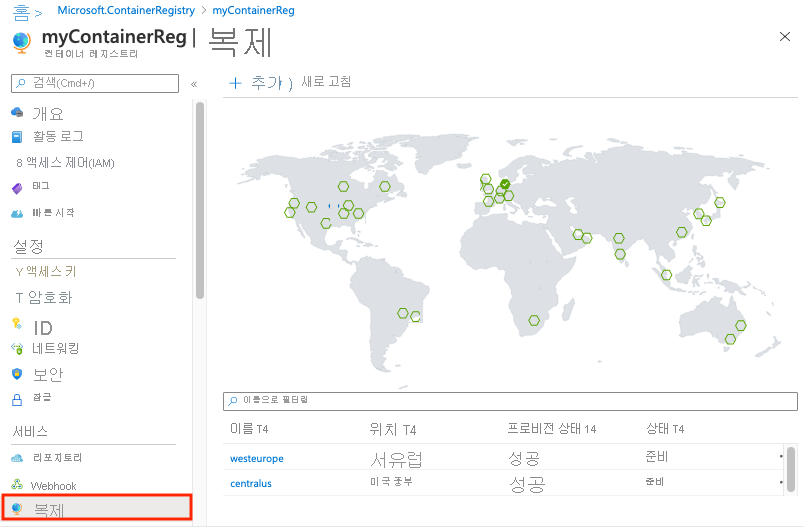 홈 > Microsoft.ContainerRegistry > myContainerReg
myContainerReg | 복제
컨테이너 레지스트리
검색(Cmd+/)
«
+ 추가 ) 새로 고침
개요
활동 로그
8 액세스 제어(IAM)
태그
빠른 시작
설정
Y 액세스 키
T 암호화
ID
네트워킹
보안
잠금
서비스
리포지토리
Webhook
복제
이름으로 필터링
이름 T4 위치 T4 프로비전 상태 14 상태 T4
westeurope 서유럽 성공 준비
centralus 미국 중부 성공 준비